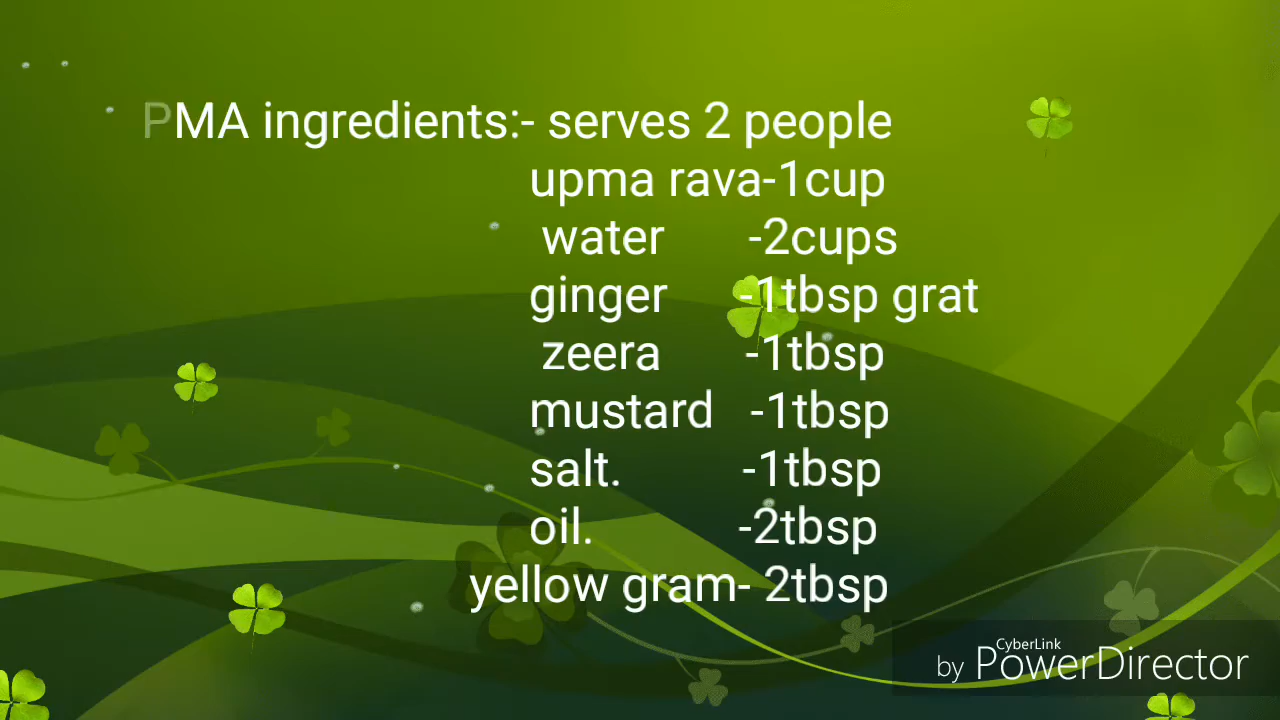 PMA ingredients:- serves 2 people
upma rava-1cup
water -2cups
ginger -1tbsp grat
zeera -1tbsp
mustard -1tbsp
salt. -1tbsp
oil. -2tbsp
yellow gram- 2tbsp
CyberLink
by PowerDirector